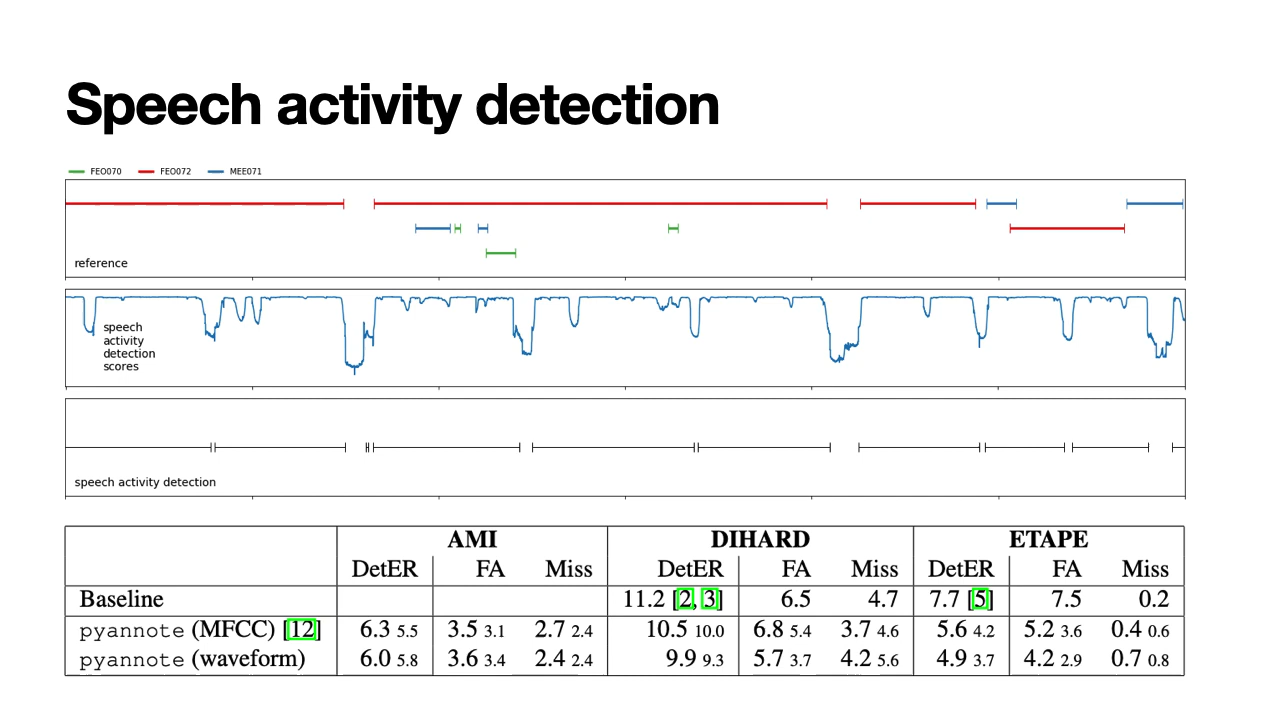 Speech activity detection
FEO070 FEO072 MEE071
reference
speech
activity
detection
scores
speech activity detection
AMI DIHARD ETAPE
DetER FA Miss DetER FA Miss DetER FA Miss
Baseline 11.2 [2, 3] 6.5 4.7 7.7 [5] 7.5 0.2
pyannote (MFCC) [12] 6.3 5.5 3.5 3.1 2.7 2.4 10.5 10.0 6.8 5.4 3.7 4.6 5.6 4.2 5.2 3.6 0.4 0.6
pyannote (waveform) 6.0 5.8 3.6 3.4 2.4 2.4 9.9 9.3 5.7 3.7 4.2 5.6 4.9 3.7 4.2 2.9 0.7 0.8